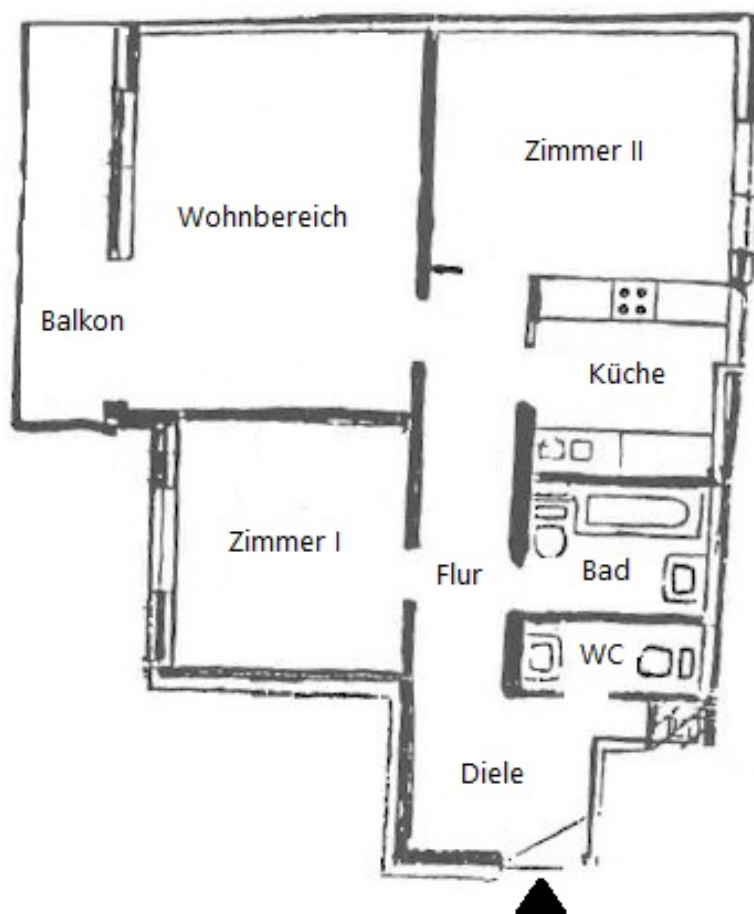 Zimmer II
Wohnbereich
Balkon
Küche
Zimmer I
Flur
Bad
WC
Diele